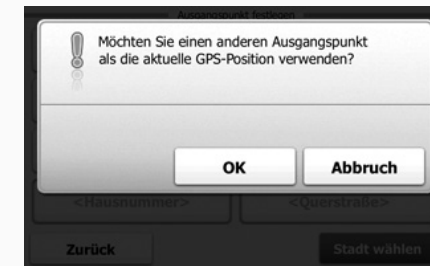 Ausgangspunkt festlegen
Möchten Sie einen anderen Ausgangspunkt
als die aktuelle GPS-Position verwenden?
OK
Abbruch
<Hausnummer>
<Querstraße>
Zurück
Stadt wählen